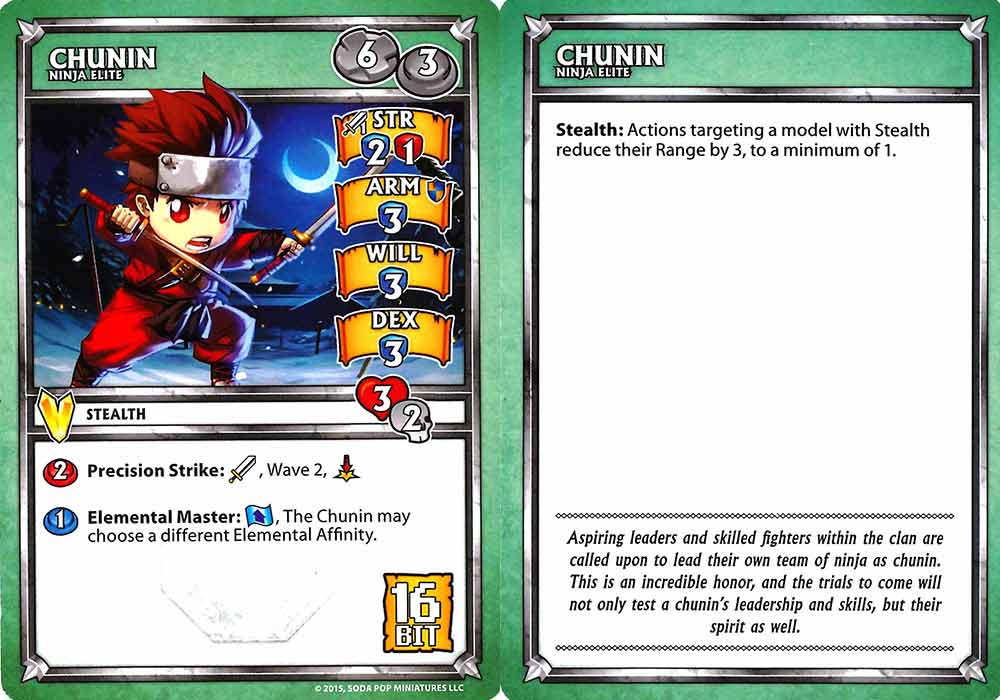 CHUNIN
NINJA ELITE
6
3
STR
2 1
ARM
3
WILL
3
DEX
3
3
2
STEALTH
2 Precision Strike: , Wave 2,
1 Elemental Master: , The Chunin may
choose a different Elemental Affinity.
16
BIT
© 2015, SODA POP MINIATURES LLC
CHUNIN
NINJA ELITE
Stealth: Actions targeting a model with Stealth
reduce their Range by 3, to a minimum of 1.
Aspiring leaders and skilled fighters within the clan are
called upon to lead their own team of ninja as chunin.
This is an incredible honor, and the trials to come will
not only test a chunin's leadership and skills, but their
spirit as well.